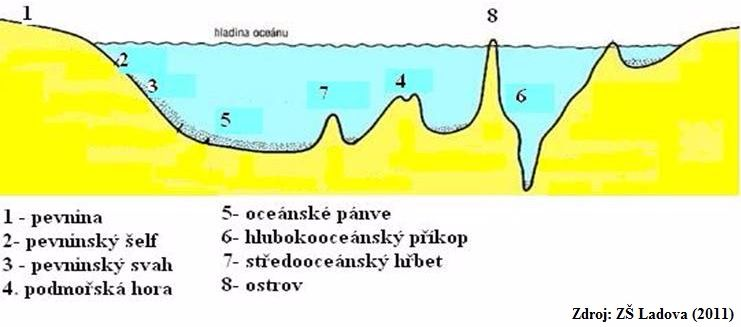 1
8
hladina oceánu
2
3
7
4
6
5
1 - pevnina
2- pevninský šelf
3 - pevninský svah
4. podmořská hora
5- oceánské pánve
6- hlubokooceánský příkop
7- středooceánský hřbet
8- ostrov
Zdroj: ZŠ Ladova (2011)